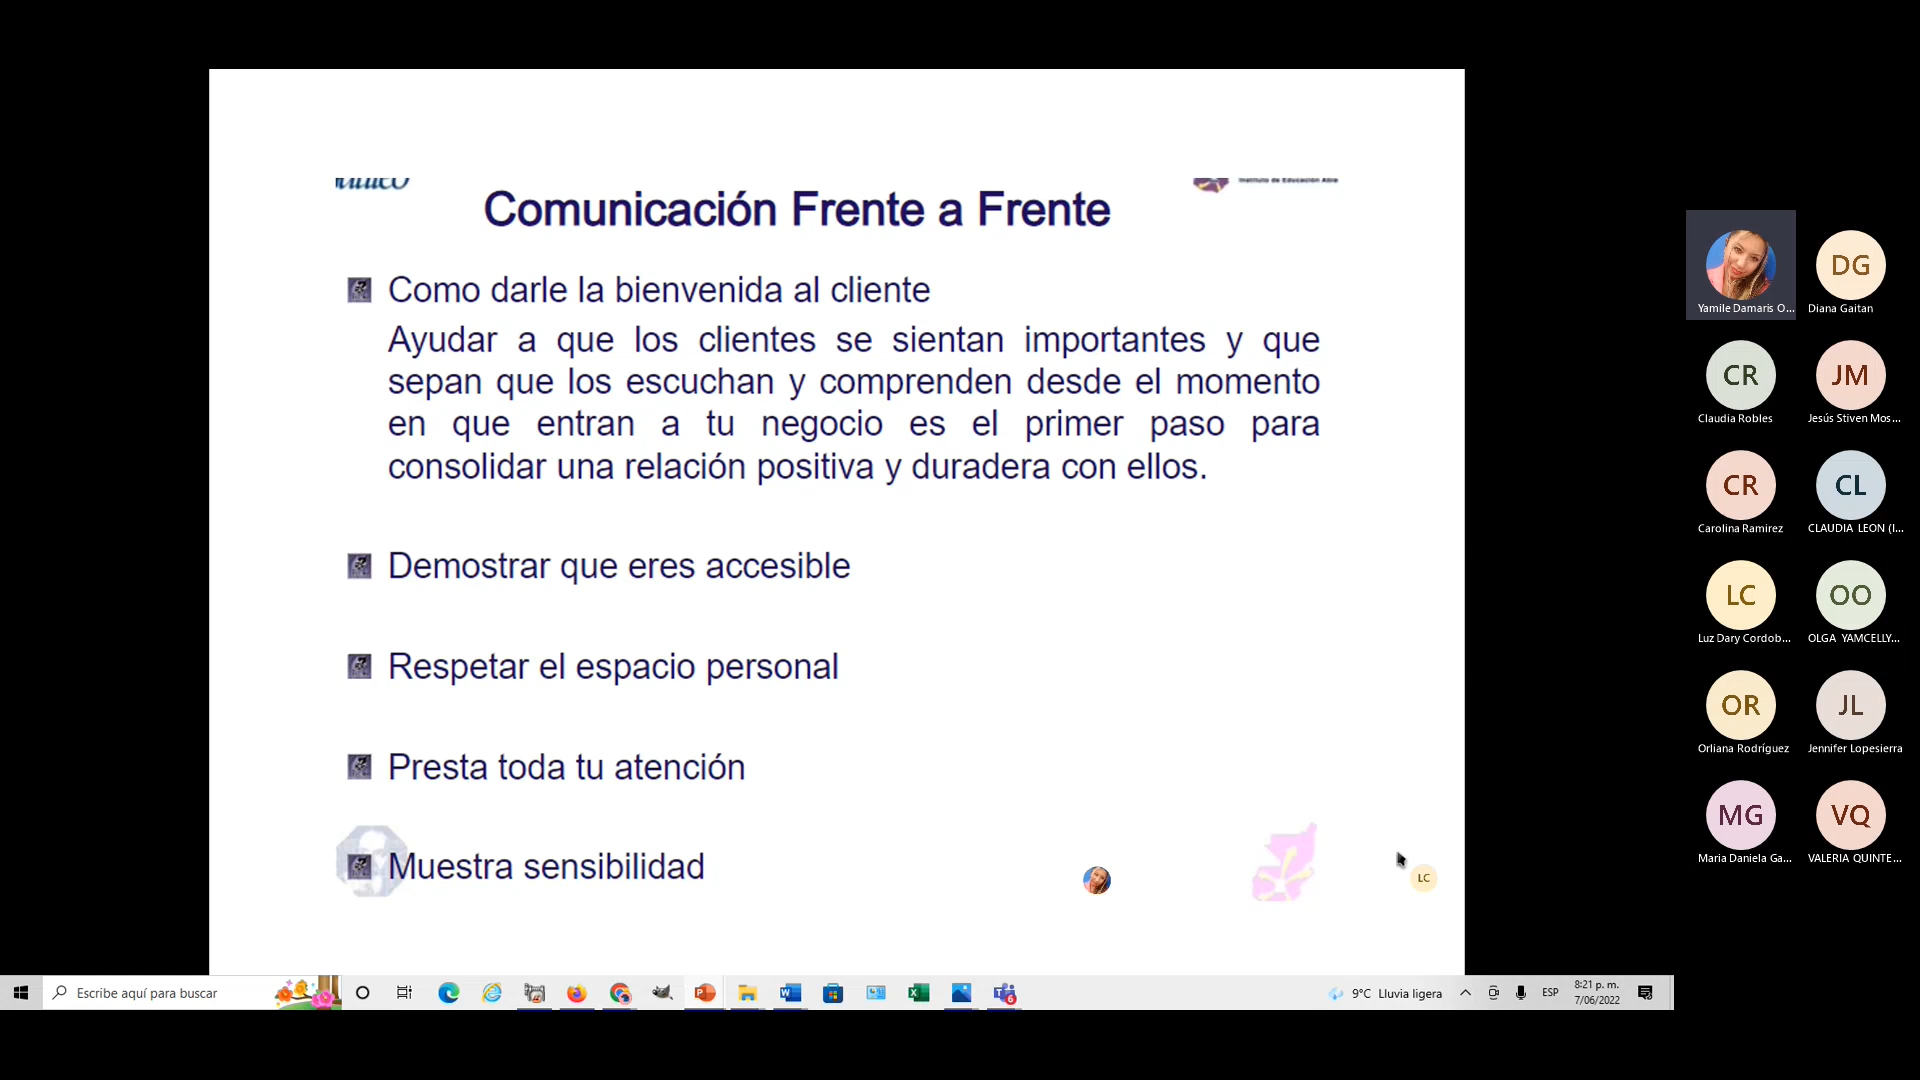 Instituto de Educación Abie
Comunicación Frente a Frente
Como darle la bienvenida al cliente
Ayudar a que los clientes se sientan importantes y que
sepan que los escuchan y comprenden desde el momento
en que entran a tu negocio es el primer paso para
consolidar una relación positiva y duradera con ellos.
Demostrar que eres accesible
Respetar el espacio personal
Presta toda tu atención
Muestra sensibilidad
LC
Yamile Damaris O...
DG
Diana Gaitan
CR
Claudia Robles
JM
Jesús Stiven Mos...
CR
Carolina Ramirez
CL
CLAUDIA LEON (I...
LC
Luz Dary Cordob...
OO
OLGA YAMCELLY...
OR
Orliana Rodríguez
JL
Jennifer Lopesierra
MG
Maria Daniela Ga...
VQ
VALERIA QUINTE...
Escribe aquí para buscar
6
9°C Lluvia ligera
ESP
8:21 p. m.
7/06/2022